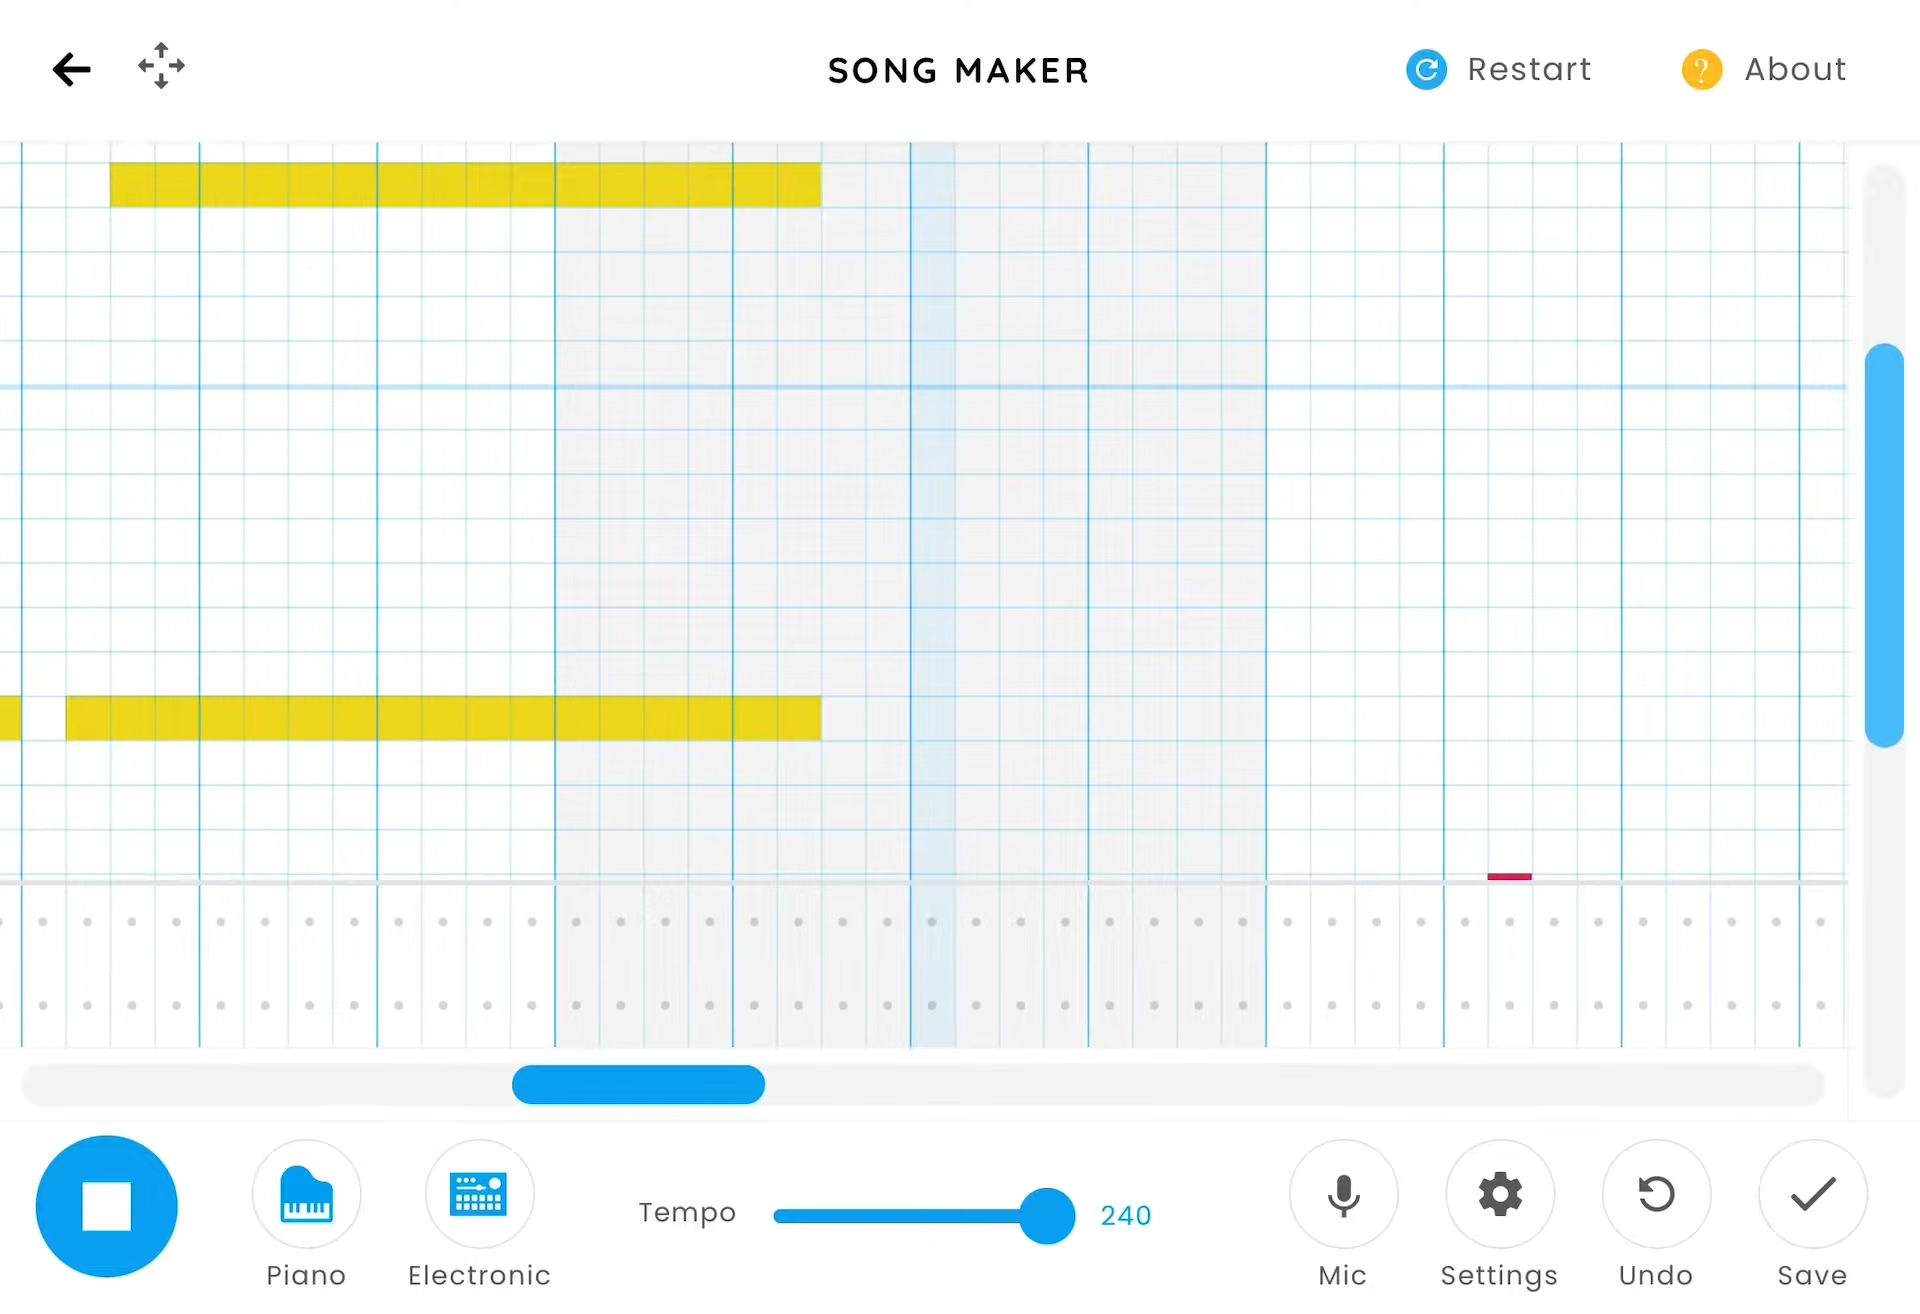 SONG MAKER
Restart
? About
Tempo
240
Piano
Electronic
Mic
Settings
Undo
Save